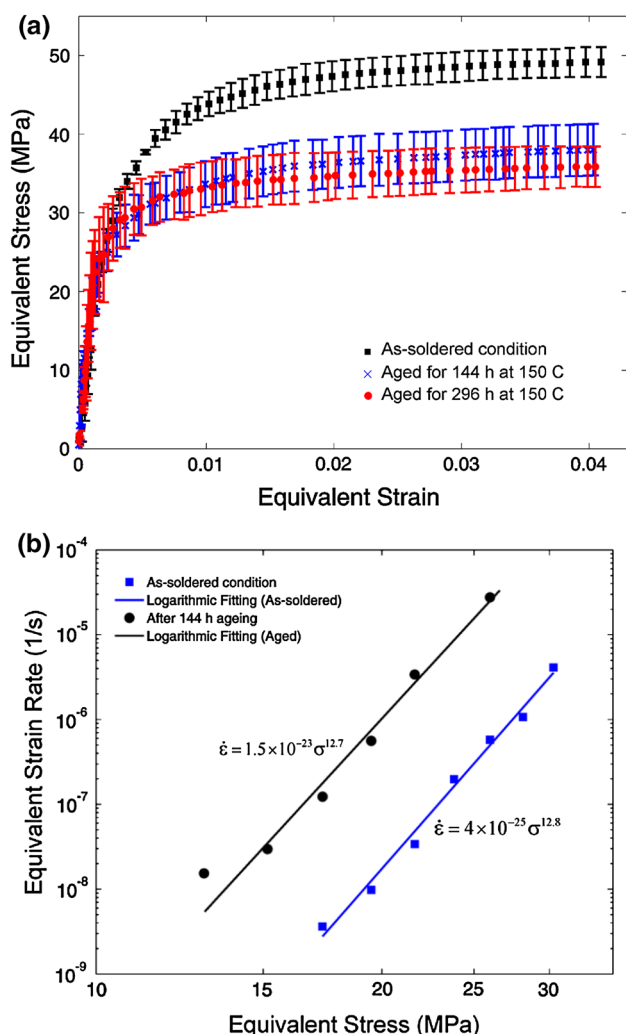 (a)
50
40
30
20
10
0
Equivalent Stress (MPa)
As-soldered condition
Aged for 144 h at 150 C
Aged for 296 h at 150 C
0 0.01 0.02 0.03 0.04
Equivalent Strain
(b)
10⁻⁴
10⁻⁵
10⁻⁶
10⁻⁷
10⁻⁸
10⁻⁹
Equivalent Strain Rate (1/s)
As-soldered condition
Logarithmic Fitting (As-soldered)
After 144 h ageing
Logarithmic Fitting (Aged)
ε̇ = 1.5×10⁻²³ σ¹²·⁷
ε̇ = 4×10⁻²⁵ σ¹²·⁸
10 15 20 25 30
Equivalent Stress (MPa)